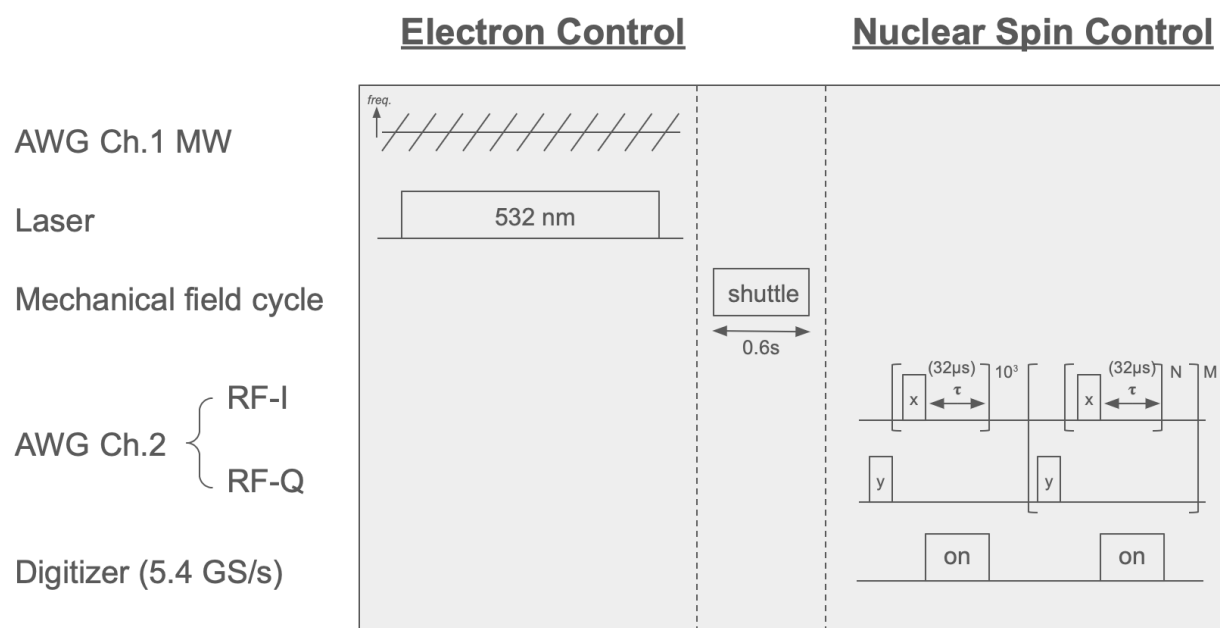 Electron Control
Nuclear Spin Control
freq.
AWG Ch.1 MW
Laser
532 nm
Mechanical field cycle
shuttle
0.6s
AWG Ch.2
RF-I
x
(32µs)
τ
10³
x
(32µs)
τ
N
M
RF-Q
y
y
Digitizer (5.4 GS/s)
on
on